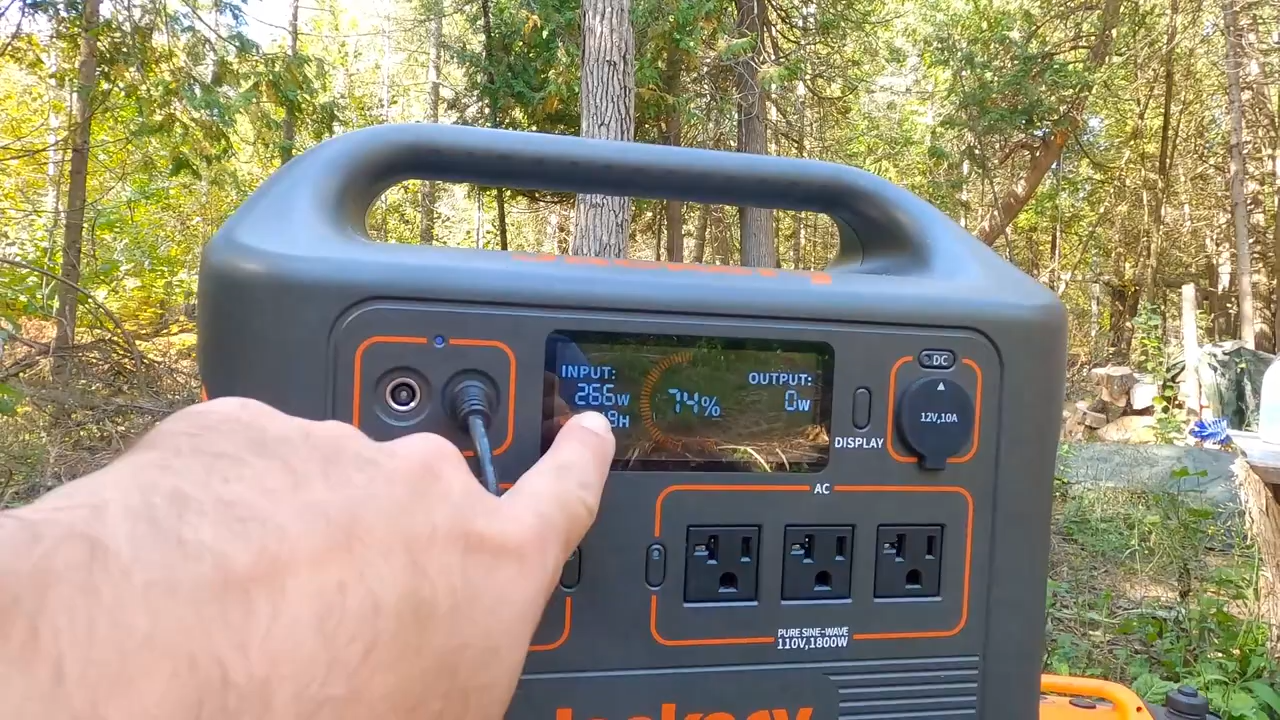 INPUT:
266W
H
74%
OUTPUT:
0W
DISPLAY
DC
12V,10A
AC
PURE SINE-WAVE
110V,1800W